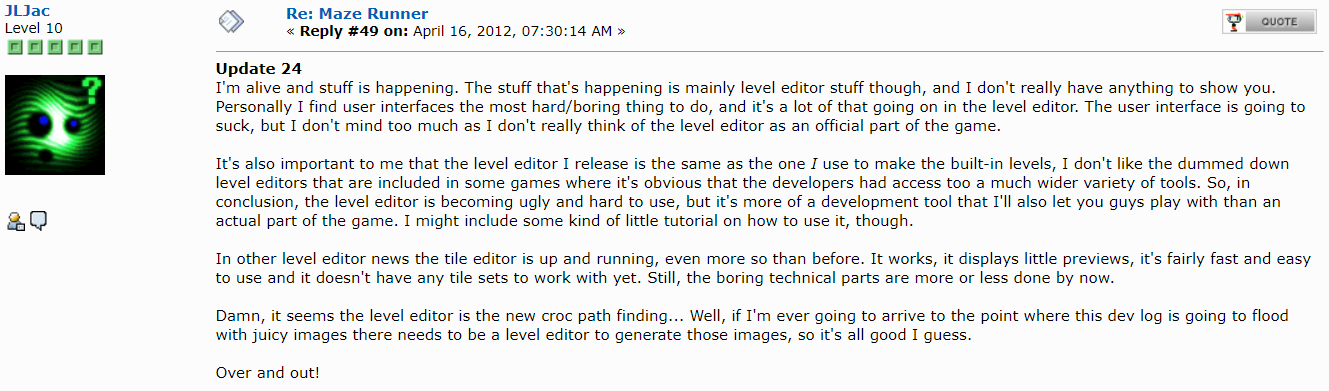 JLJac
Level 10
Re: Maze Runner
« Reply #49 on: April 16, 2012, 07:30:14 AM »
QUOTE
?
Update 24
I'm alive and stuff is happening. The stuff that's happening is mainly level editor stuff though, and I don't really have anything to show you.
Personally I find user interfaces the most hard/boring thing to do, and it's a lot of that going on in the level editor. The user interface is going to
suck, but I don't mind too much as I don't really think of the level editor as an official part of the game.
It's also important to me that the level editor I release is the same as the one I use to make the built-in levels, I don't like the dummed down
level editors that are included in some games where it's obvious that the developers had access too a much wider variety of tools. So, in
conclusion, the level editor is becoming ugly and hard to use, but it's more of a development tool that I'll also let you guys play with than an
actual part of the game. I might include some kind of little tutorial on how to use it, though.
In other level editor news the tile editor is up and running, even more so than before. It works, it displays little previews, it's fairly fast and easy
to use and it doesn't have any tile sets to work with yet. Still, the boring technical parts are more or less done by now.
Damn, it seems the level editor is the new croc path finding... Well, if I'm ever going to arrive to the point where this dev log is going to flood
with juicy images there needs to be a level editor to generate those images, so it's all good I guess.
Over and out!